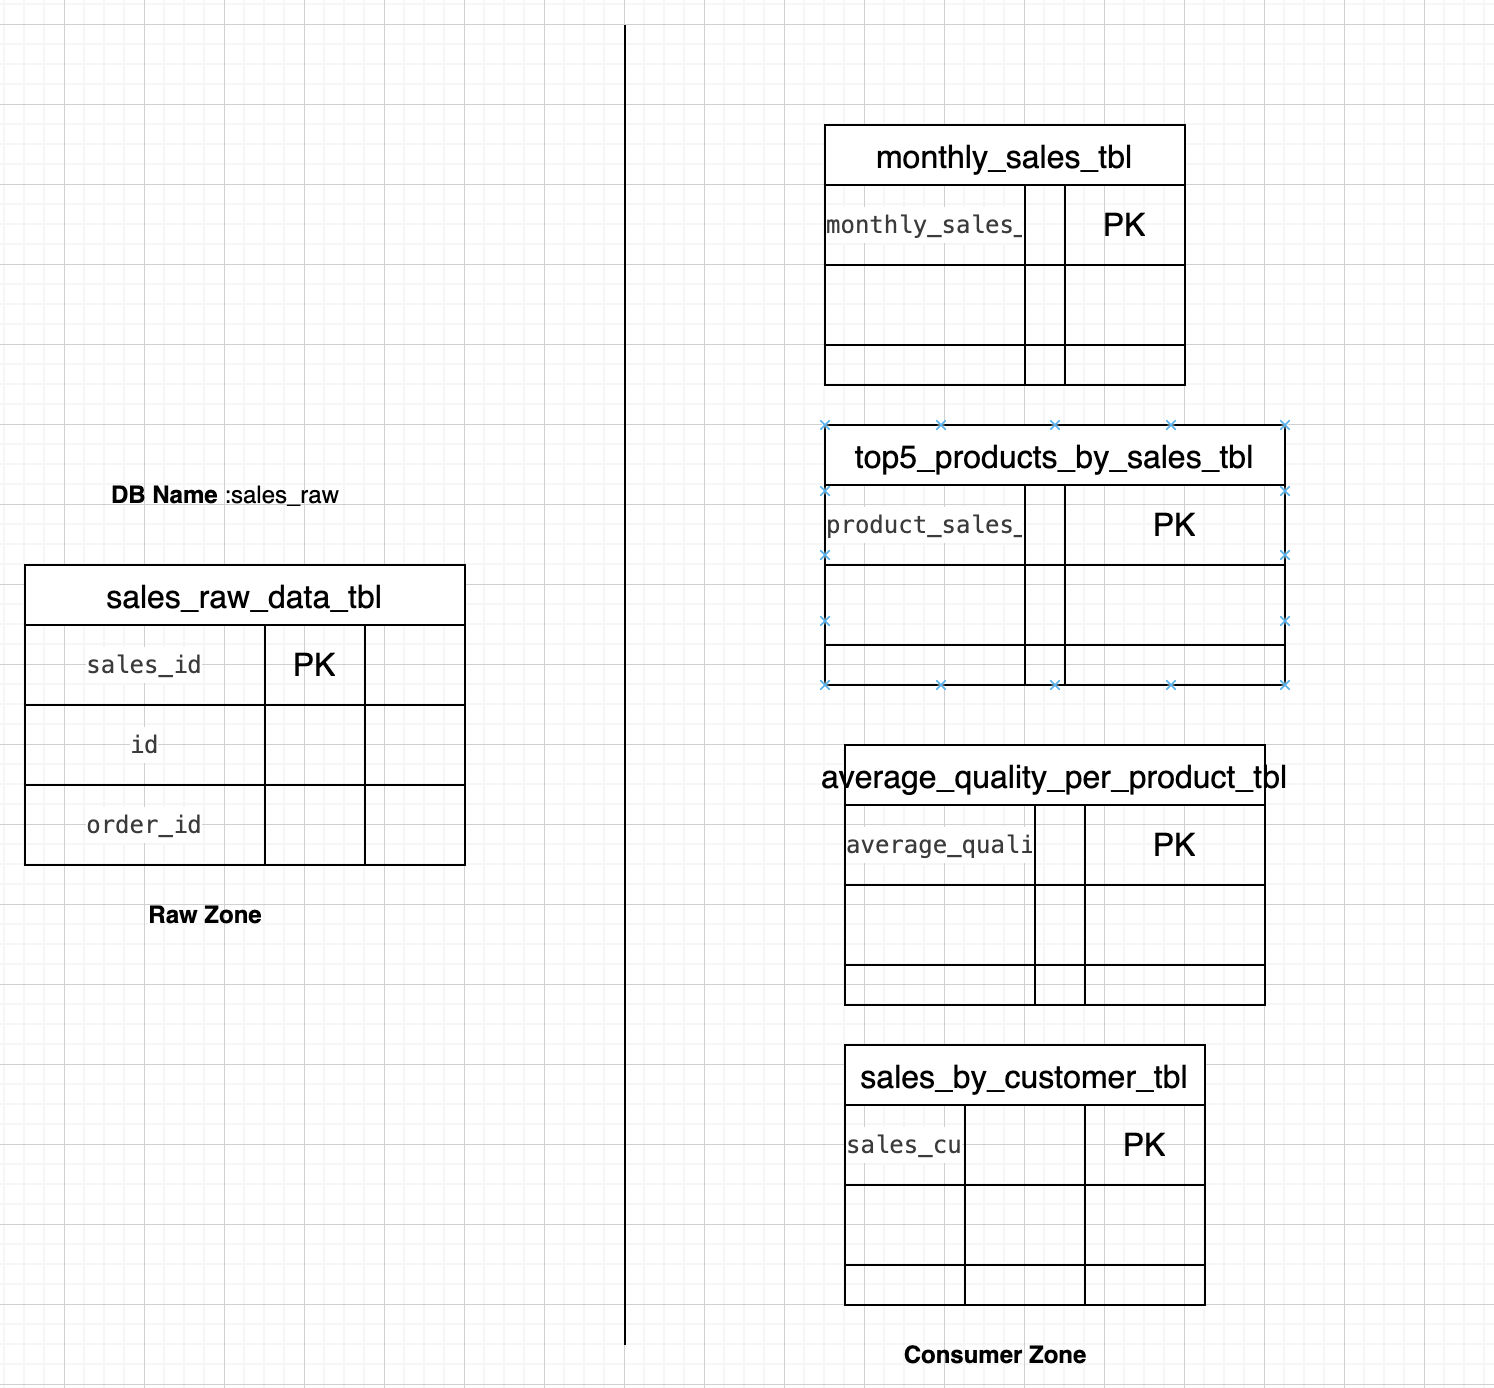 DB Name :sales_raw
sales_raw_data_tbl
sales_id PK
id
order_id
Raw Zone
monthly_sales_tbl
monthly_sales_ PK
top5_products_by_sales_tbl
product_sales_ PK
average_quality_per_product_tbl
average_quali PK
sales_by_customer_tbl
sales_cu PK
Consumer Zone